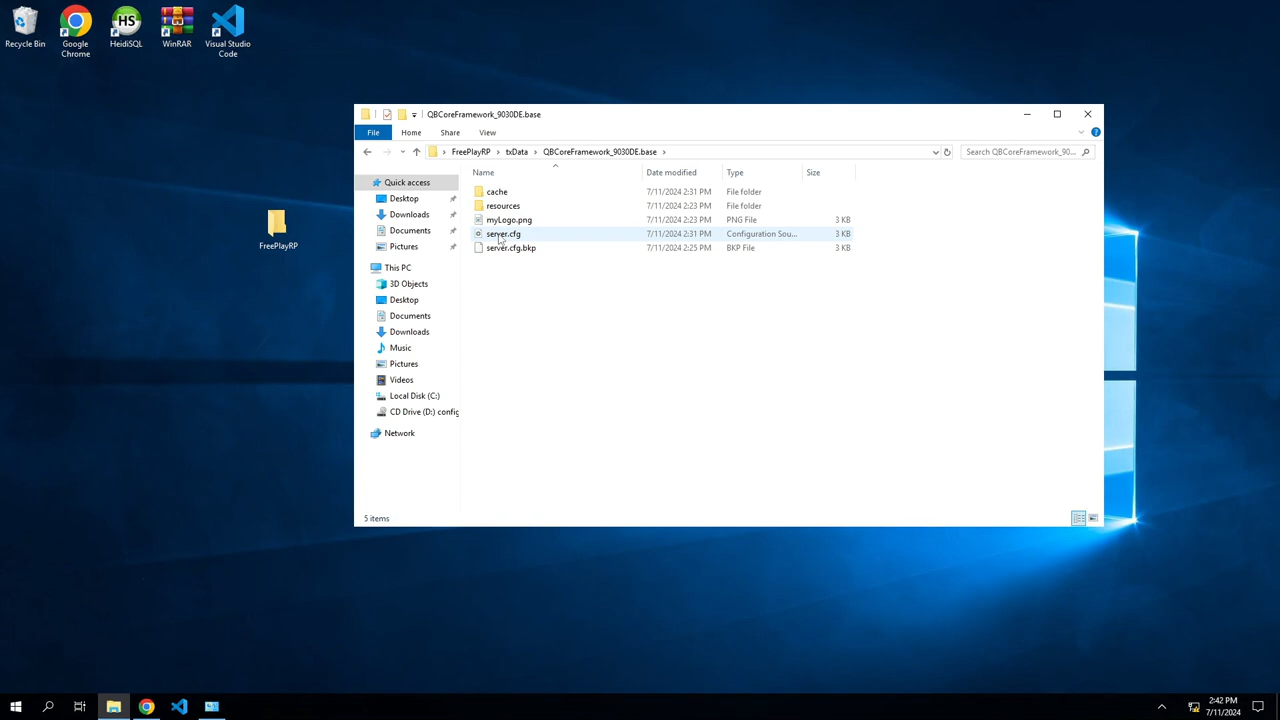 Recycle Bin
Google Chrome
HS
HeidiSQL
WinRAR
Visual Studio Code
FreePlayRP
QBCoreFramework_9030DE.base
File Home Share View
FreePlayRP > txData > QBCoreFramework_9030DE.base >
Search QBCoreFramework_90...
Name Date modified Type Size
Quick access
Desktop
Downloads
Documents
Pictures
This PC
3D Objects
Desktop
Documents
Downloads
Music
Pictures
Videos
Local Disk (C:)
CD Drive (D:) config
Network
cache 7/11/2024 2:31 PM File folder
resources 7/11/2024 2:23 PM File folder
myLogo.png 7/11/2024 2:23 PM PNG File 3 KB
server.cfg 7/11/2024 2:31 PM Configuration Sou... 3 KB
server.cfg.bkp 7/11/2024 2:25 PM BKP File 3 KB
5 items
2:42 PM
7/11/2024